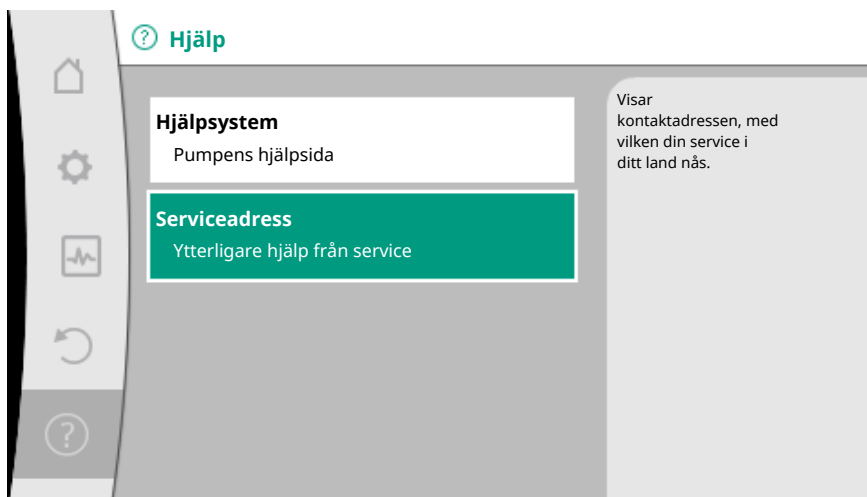 Hjälp
Hjälpsystem
Pumpens hjälpsida
Serviceadress
Ytterligare hjälp från service
Visar
kontaktadressen, med
vilken din service i
ditt land nås.